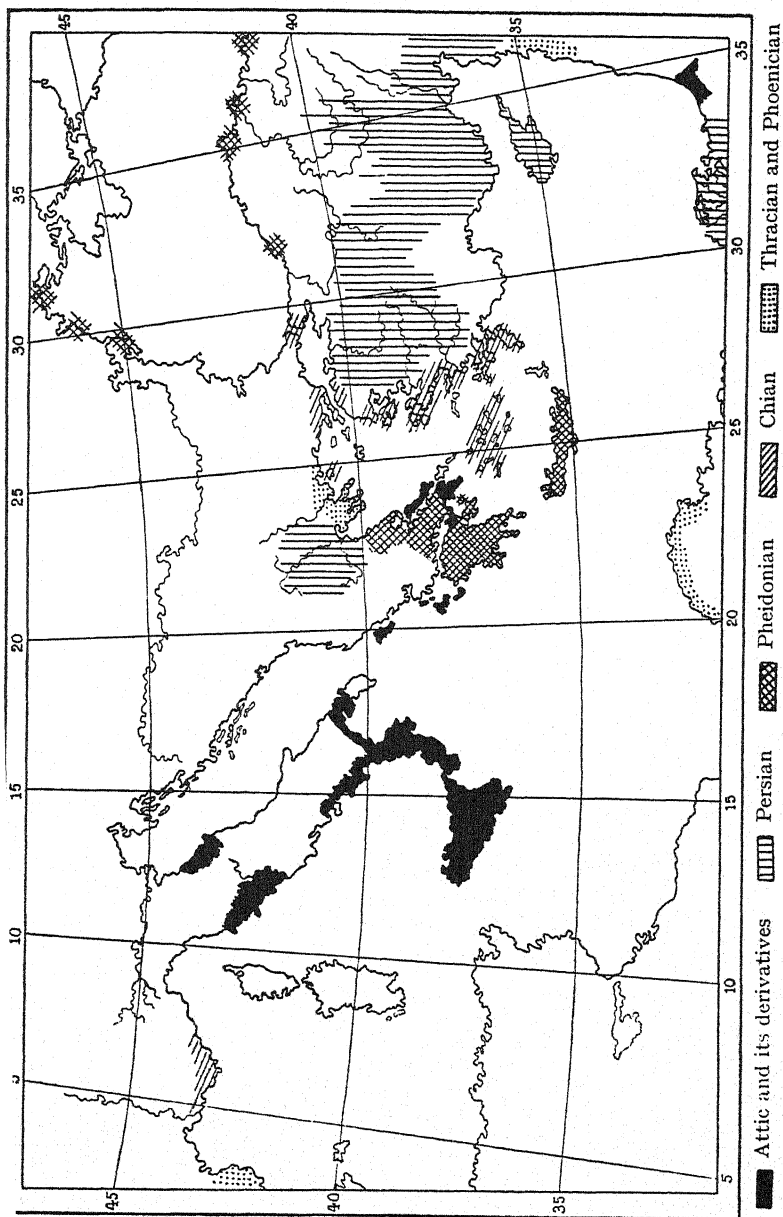 5 10 15 20 25 30 35
45 45
40 40
35 35
5 10 15 20 25 30 35
Attic and its derivatives Persian Pheidonian Chian Thracian and Phoenician